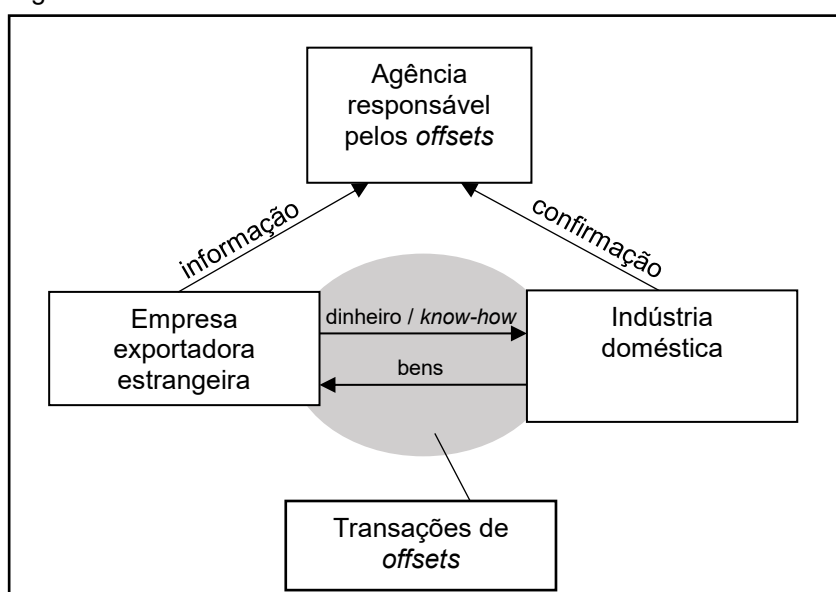 Agência
responsável
pelos offsets
informação
confirmação
Empresa
exportadora
estrangeira
dinheiro / know-how
bens
Indústria
doméstica
Transações de
offsets